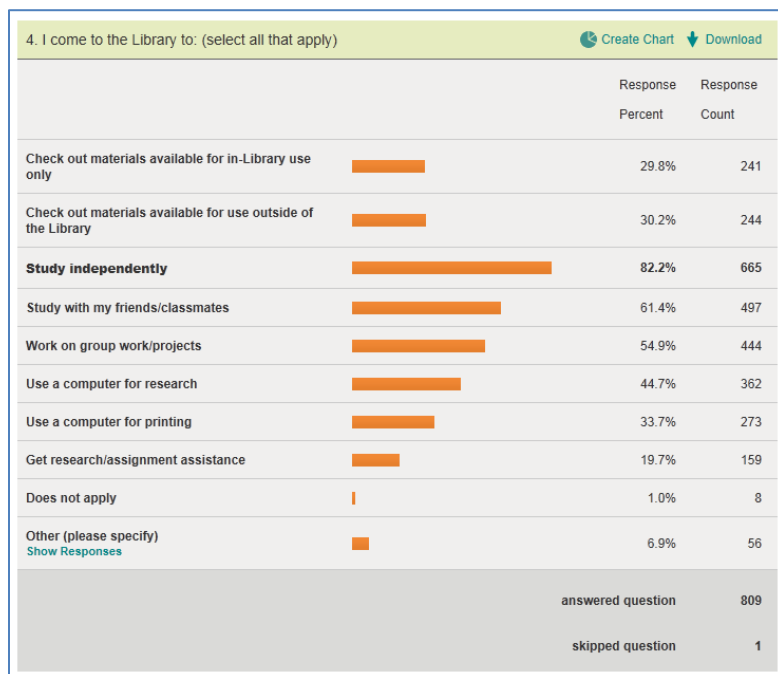 4. I come to the Library to: (select all that apply) Create Chart Download
Response Response
Percent Count
Check out materials available for in-Library use
only 29.8% 241
Check out materials available for use outside of
the Library 30.2% 244
Study independently 82.2% 665
Study with my friends/classmates 61.4% 497
Work on group work/projects 54.9% 444
Use a computer for research 44.7% 362
Use a computer for printing 33.7% 273
Get research/assignment assistance 19.7% 159
Does not apply 1.0% 8
Other (please specify)
Show Responses 6.9% 56
answered question 809
skipped question 1